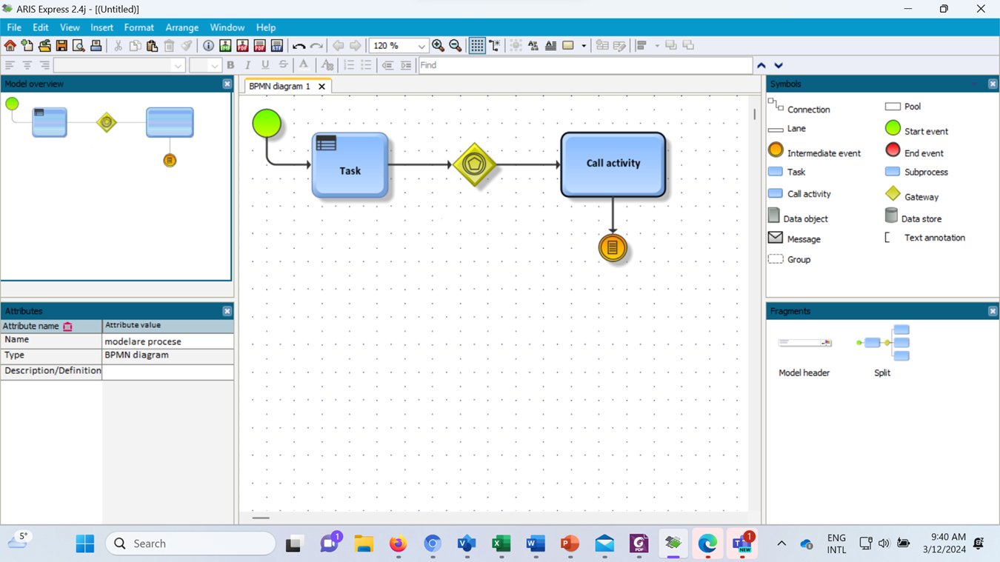 ARIS Express 2.4j - [(Untitled)]
File Edit View Insert Format Arrange Window Help
120 %
Find
Model overview
BPMN diagram 1
Task
Call activity
Attributes
Attribute name Attribute value
Name modelare procese
Type BPMN diagram
Description/Definition
Symbols
Connection Pool
Lane Start event
Intermediate event End event
Task Subprocess
Call activity Gateway
Data object Data store
Message Text annotation
Group
Fragments
Model header Split
5°
Search
1
1
NEW
ENG
INTL
9:40 AM
3/12/2024